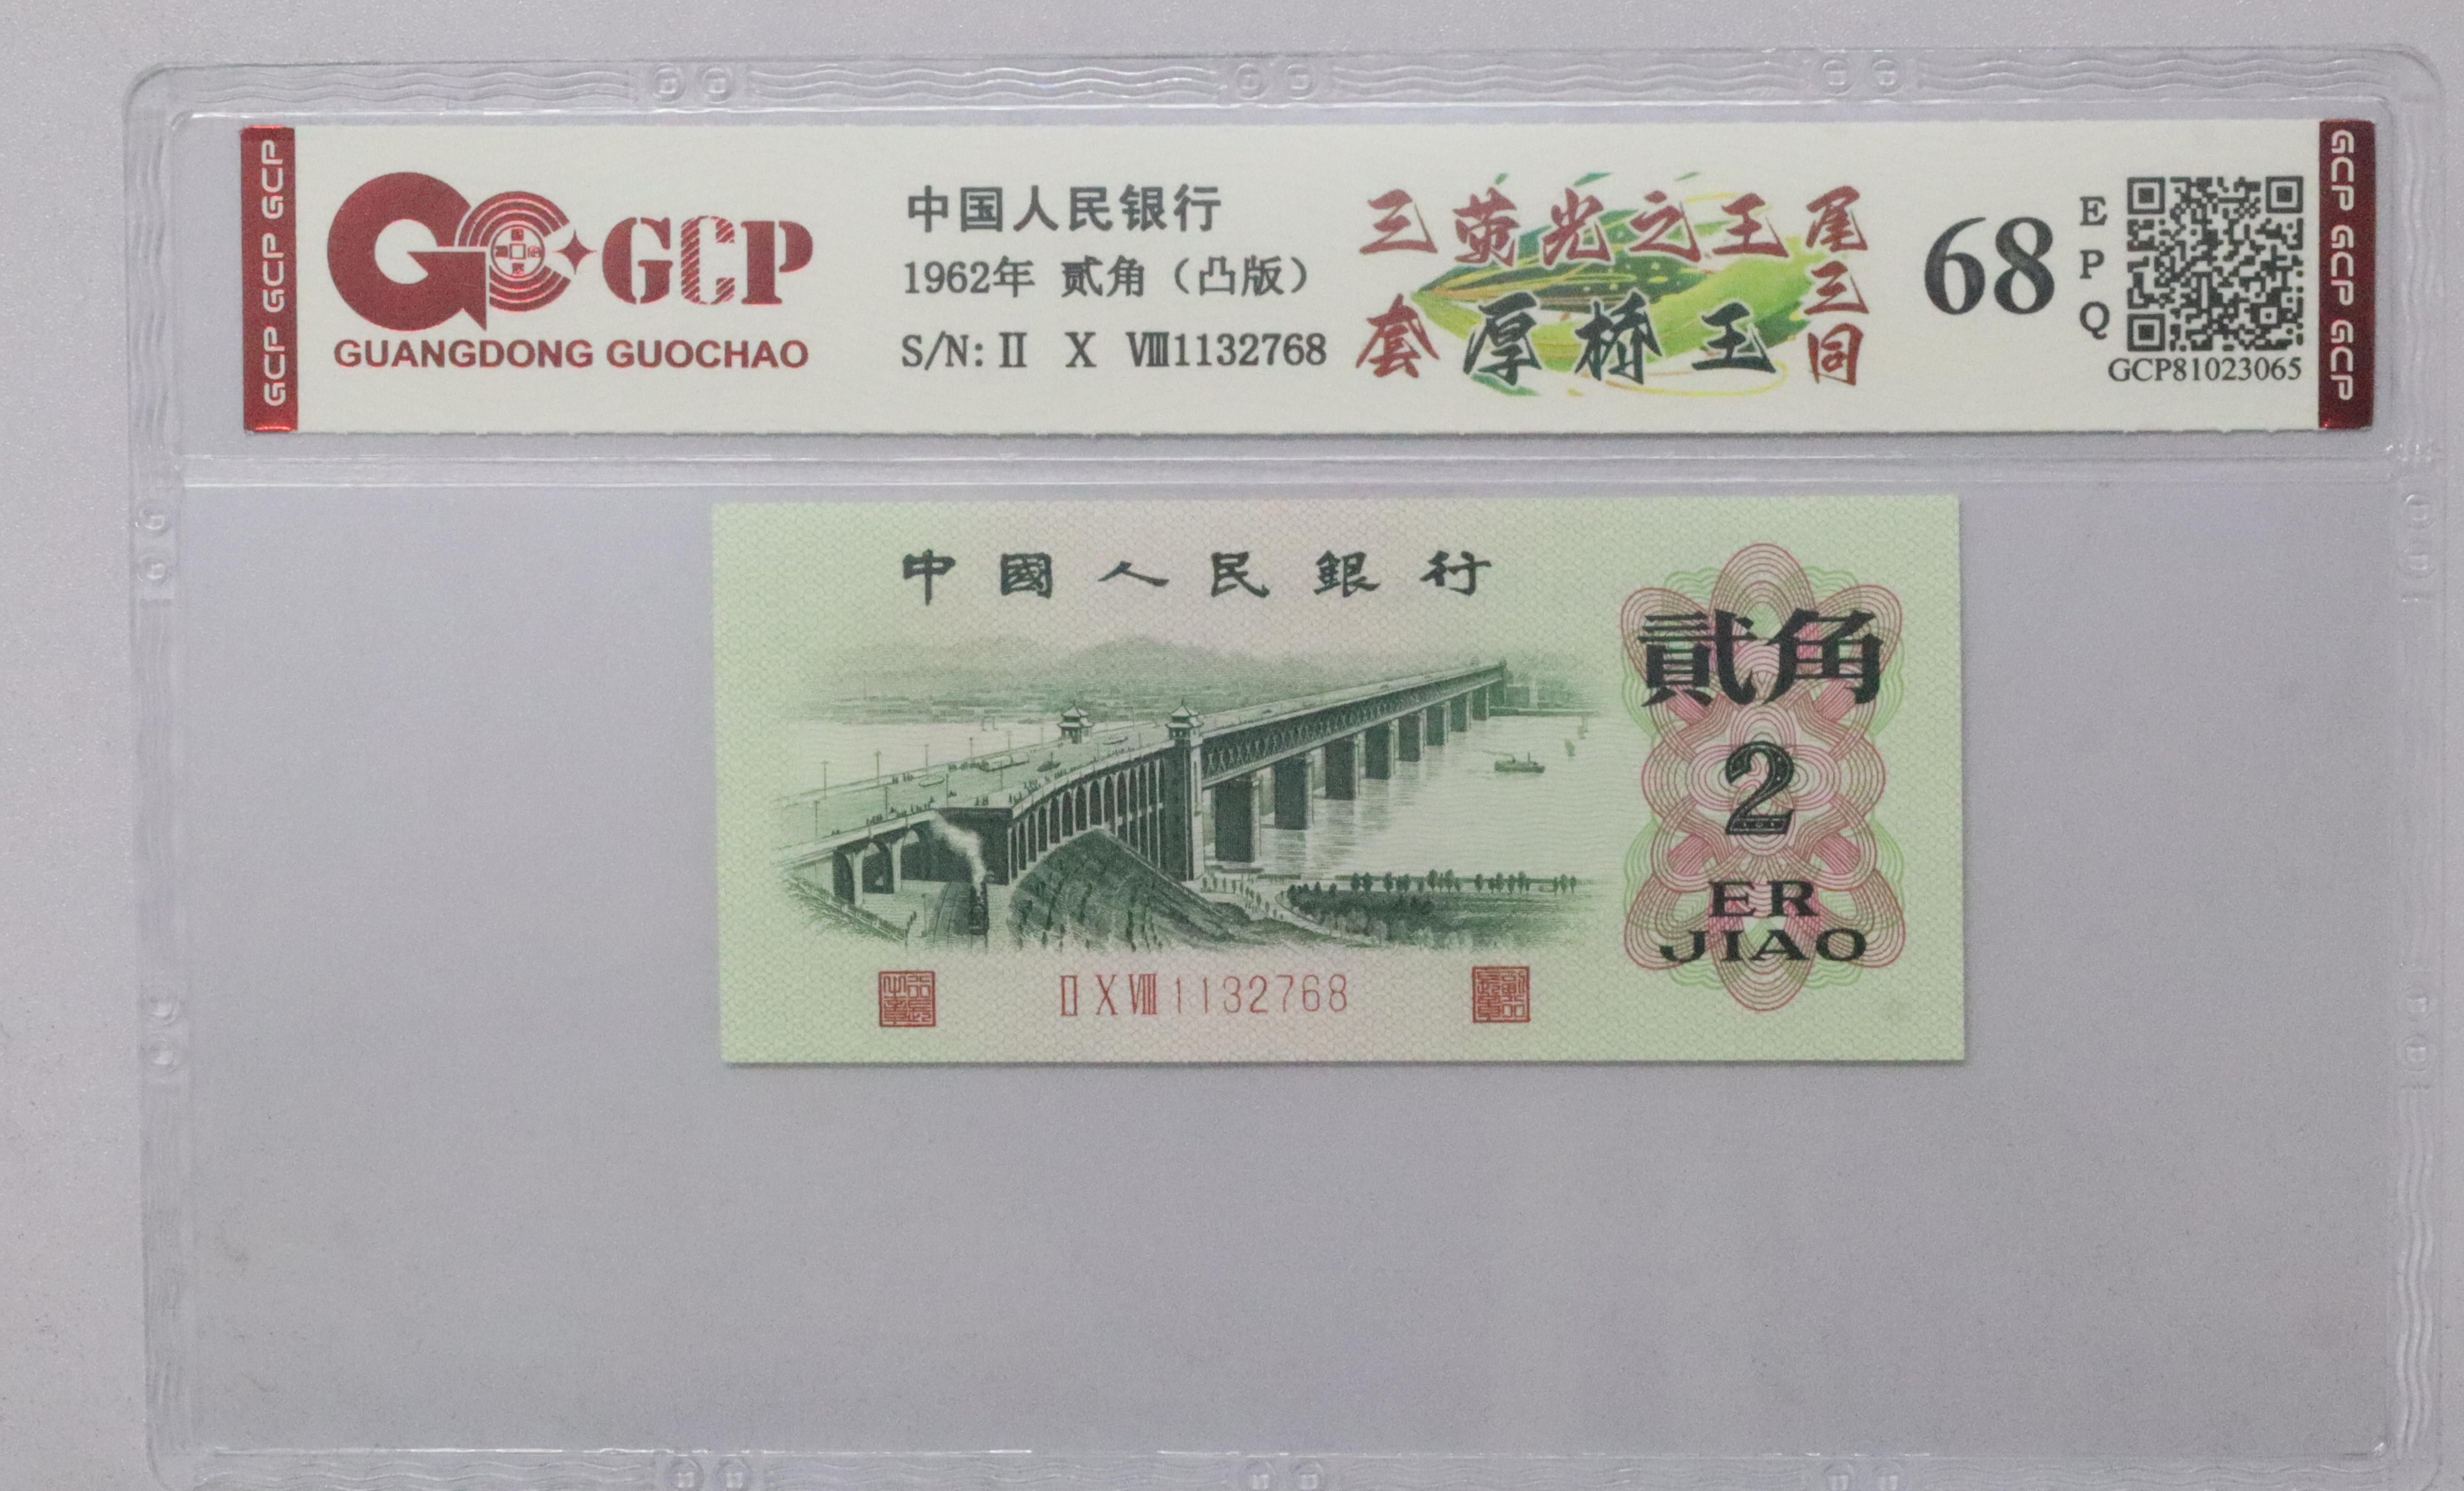 GCP GCP GCP
GCP
GUANGDONG GUOCHAO
中国人民银行
1962年 贰角（凸版）
S/N: II X VIII1132768
三荧光之王
套厚桥王
尾三同
68
EPQ
GCP81023065
GCP GCP GCP
中國人民銀行
貳角
2
ER
JIAO
II X VIII 1132768